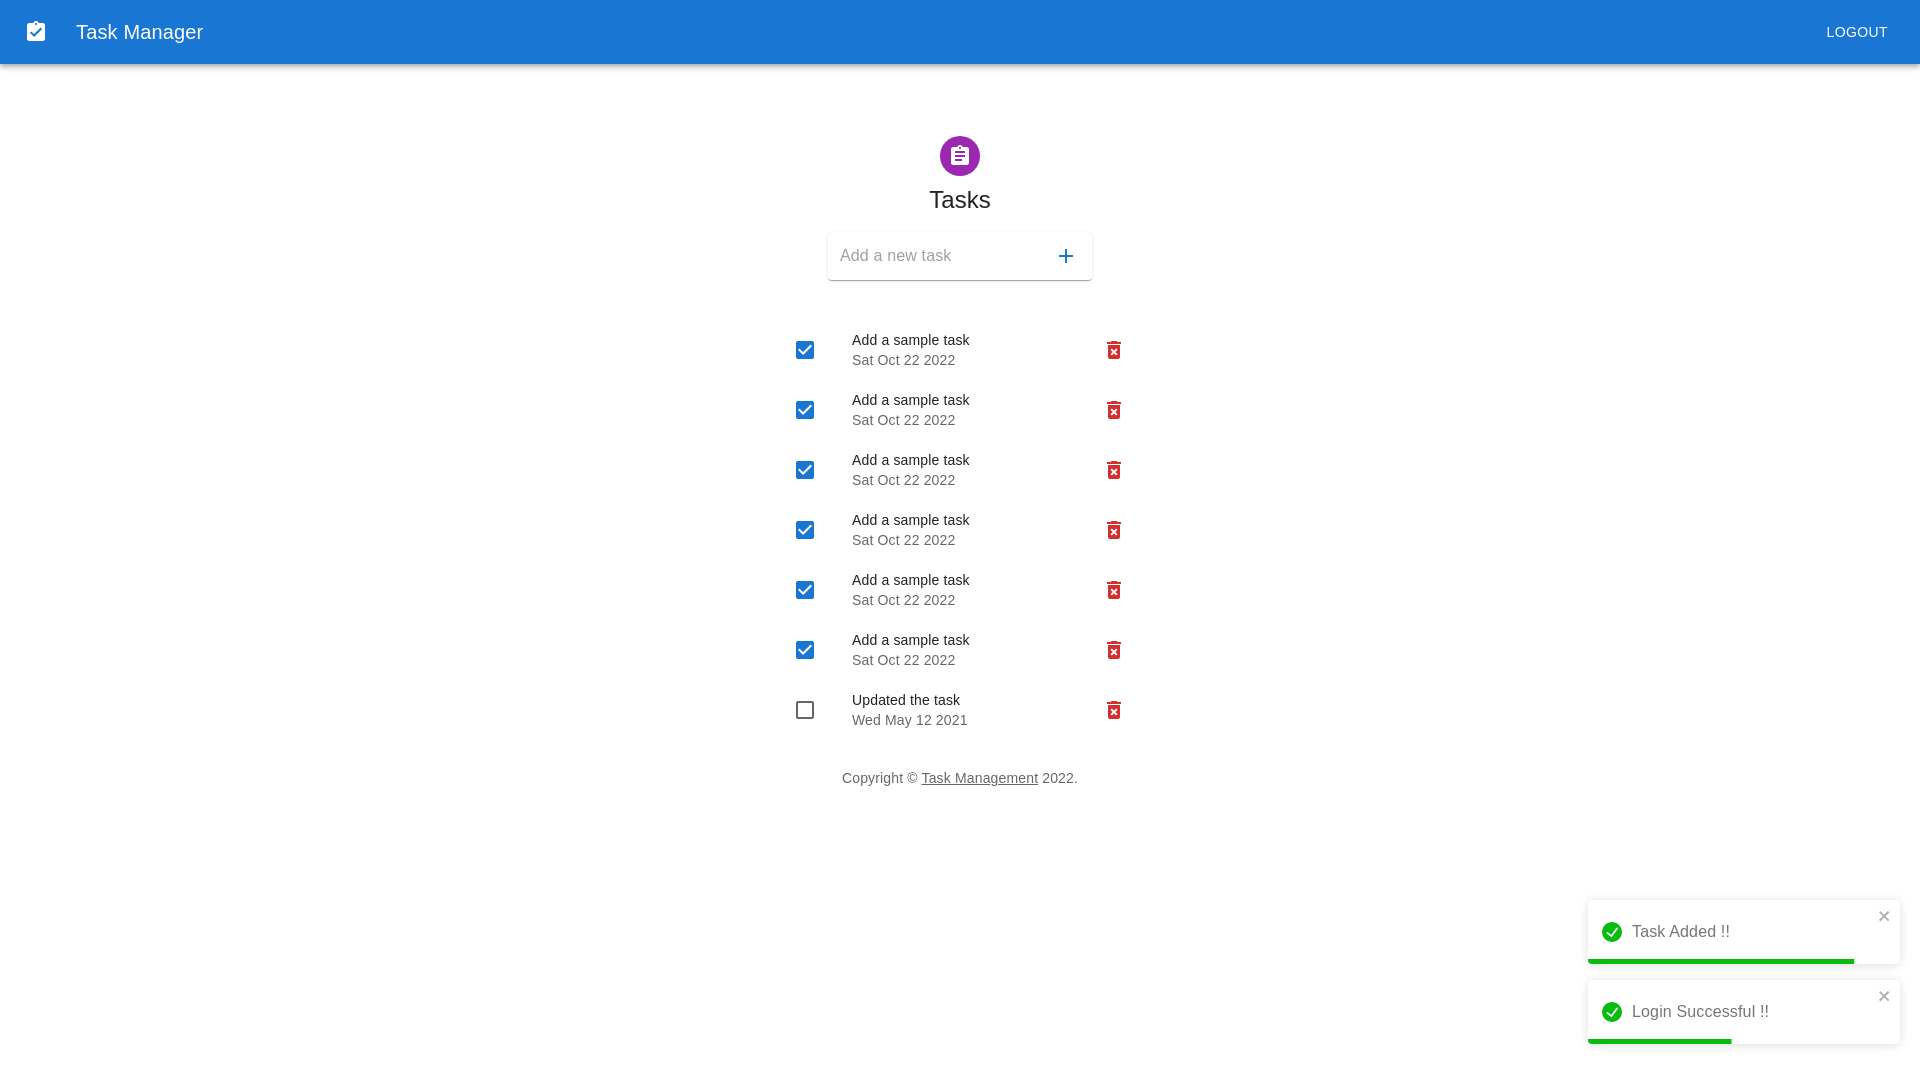 Task Manager
LOGOUT
Tasks
Add a new task
Add a sample task
Sat Oct 22 2022
Add a sample task
Sat Oct 22 2022
Add a sample task
Sat Oct 22 2022
Add a sample task
Sat Oct 22 2022
Add a sample task
Sat Oct 22 2022
Add a sample task
Sat Oct 22 2022
Updated the task
Wed May 12 2021
Copyright © Task Management 2022.
Task Added !!
Login Successful !!